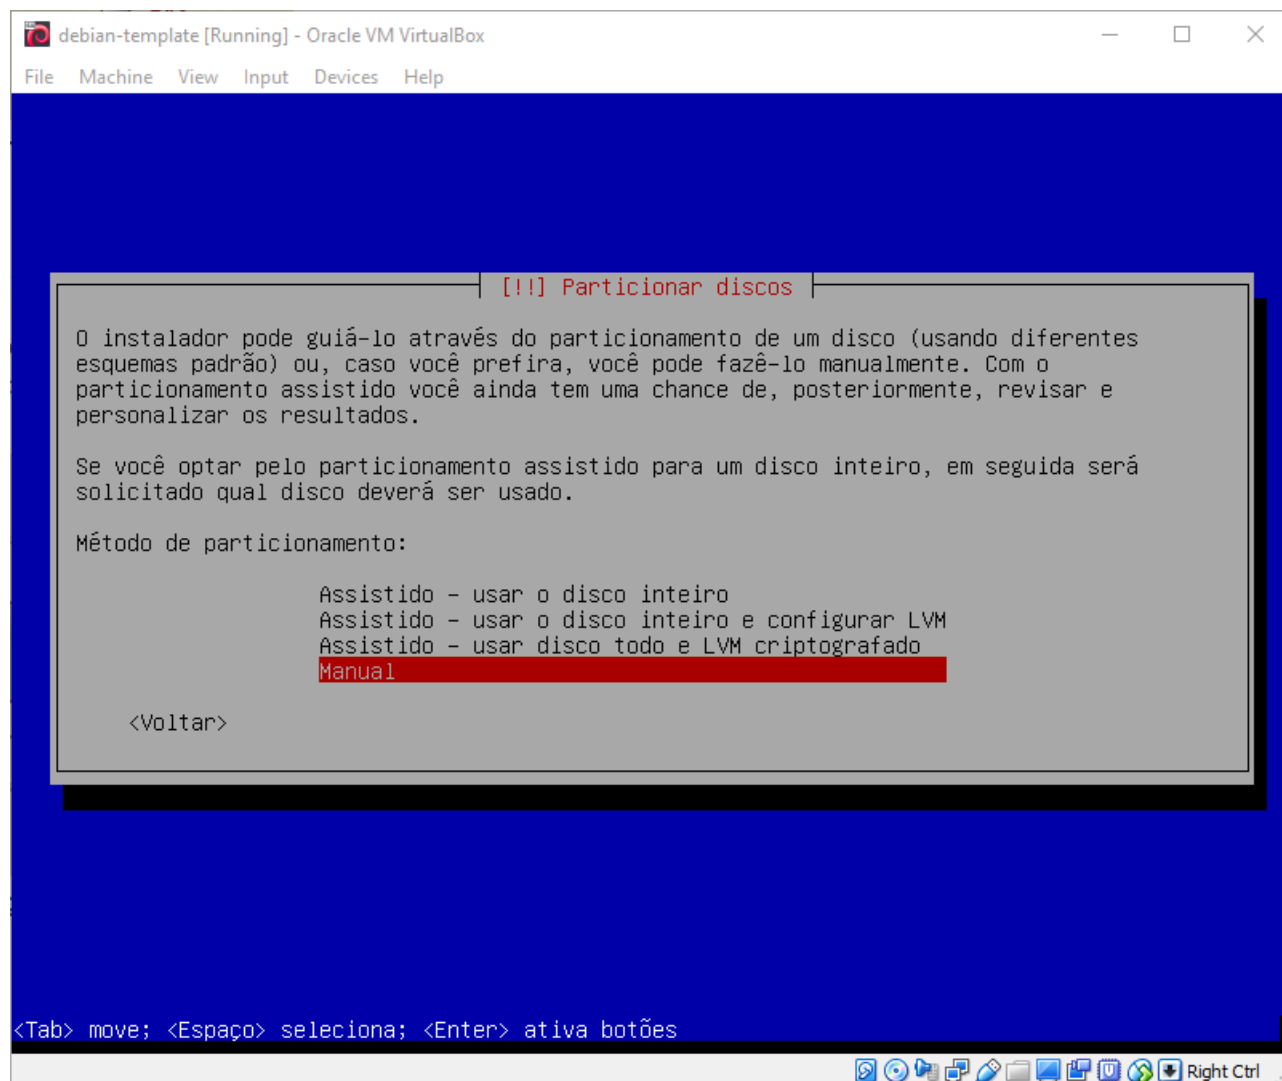 debian-template [Running] - Oracle VM VirtualBox
File Machine View Input Devices Help
[!!] Particionar discos
O instalador pode guiá-lo através do particionamento de um disco (usando diferentes
esquemas padrão) ou, caso você prefira, você pode fazê-lo manualmente. Com o
particionamento assistido você ainda tem uma chance de, posteriormente, revisar e
personalizar os resultados.
Se você optar pelo particionamento assistido para um disco inteiro, em seguida será
solicitado qual disco deverá ser usado.
Método de particionamento:
Assistido - usar o disco inteiro
Assistido - usar o disco inteiro e configurar LVM
Assistido - usar disco todo e LVM criptografado
Manual
<Voltar>
<Tab> move; <Espaço> seleciona; <Enter> ativa botões
Right Ctrl